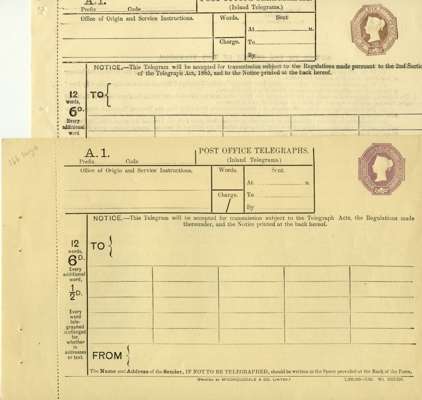 A.1.
POST OFFICE TELEGRAPHS.
Prefix Code
(Inland Telegrams.)
Office of Origin and Service Instructions.
Words.
Sent
Charge.
At
To
By
NOTICE.—This Telegram will be accepted for transmission subject to the Regulations made pursuant to the 2nd Section
of the Telegraph Act, 1885, and to the Notice printed at the back hereof.
12
words,
6D.
Every
additional
word
TO
A.1.
POST OFFICE TELEGRAPHS.
Prefix Code
(Inland Telegrams.)
Office of Origin and Service Instructions.
Words.
Sent.
At m.
Charge.
To
By
NOTICE.—This Telegram will be accepted for transmission subject to the Telegraph Acts, the Regulations made
thereunder, and the Notice printed at the back hereof.
12
words,
6D.
Every
additional
word,
½D.
Every
word
tele-
graphed
is charged
for,
whether
in
addresses
or text.
TO
FROM
The Name and Address of the Sender, IF NOT TO BE TELEGRAPHED, should be written in the Space provided at the Back of the Form.